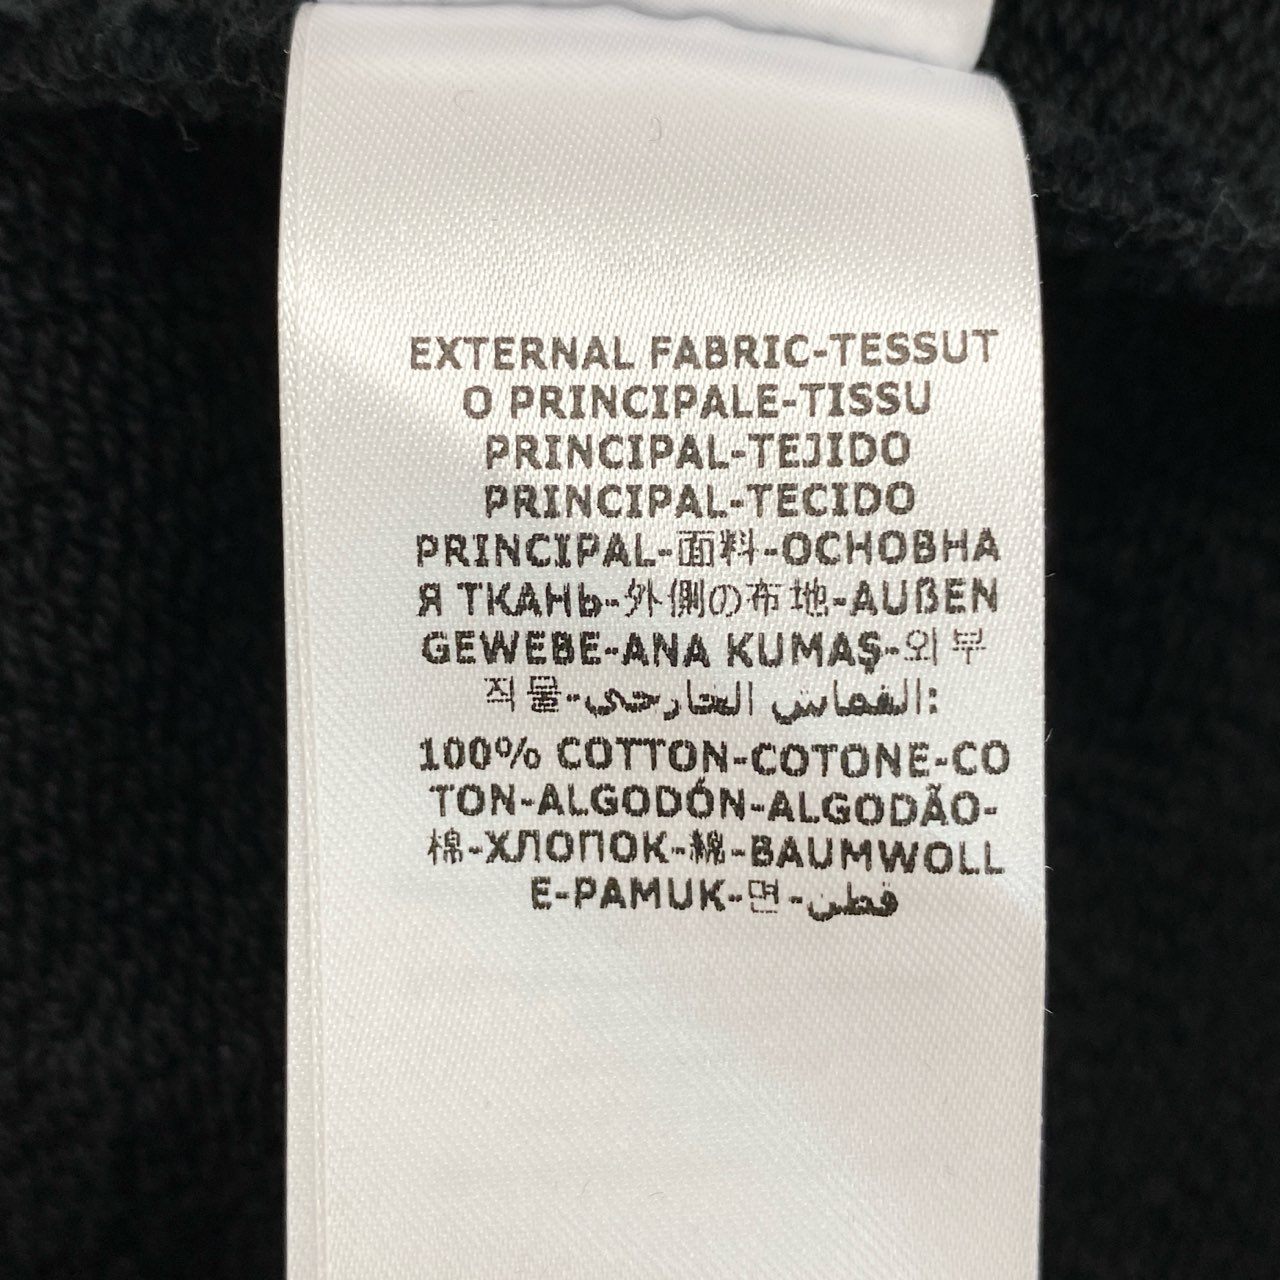 EXTERNAL FABRIC-TESSUT
O PRINCIPALE-TISSU
PRINCIPAL-TEJIDO
PRINCIPAL-TECIDO
PRINCIPAL-面料-ОСНОВНА
Я ТКАНЬ-外側の布地-AUßEN
GEWEBE-ANA KUMAŞ-외부
직물-القماش الخارجي:
100% COTTON-COTONE-CO
TON-ALGODÓN-ALGODÃO-
棉-ХЛОПОК-綿-BAUMWOLL
E-PAMUK-면-قطن